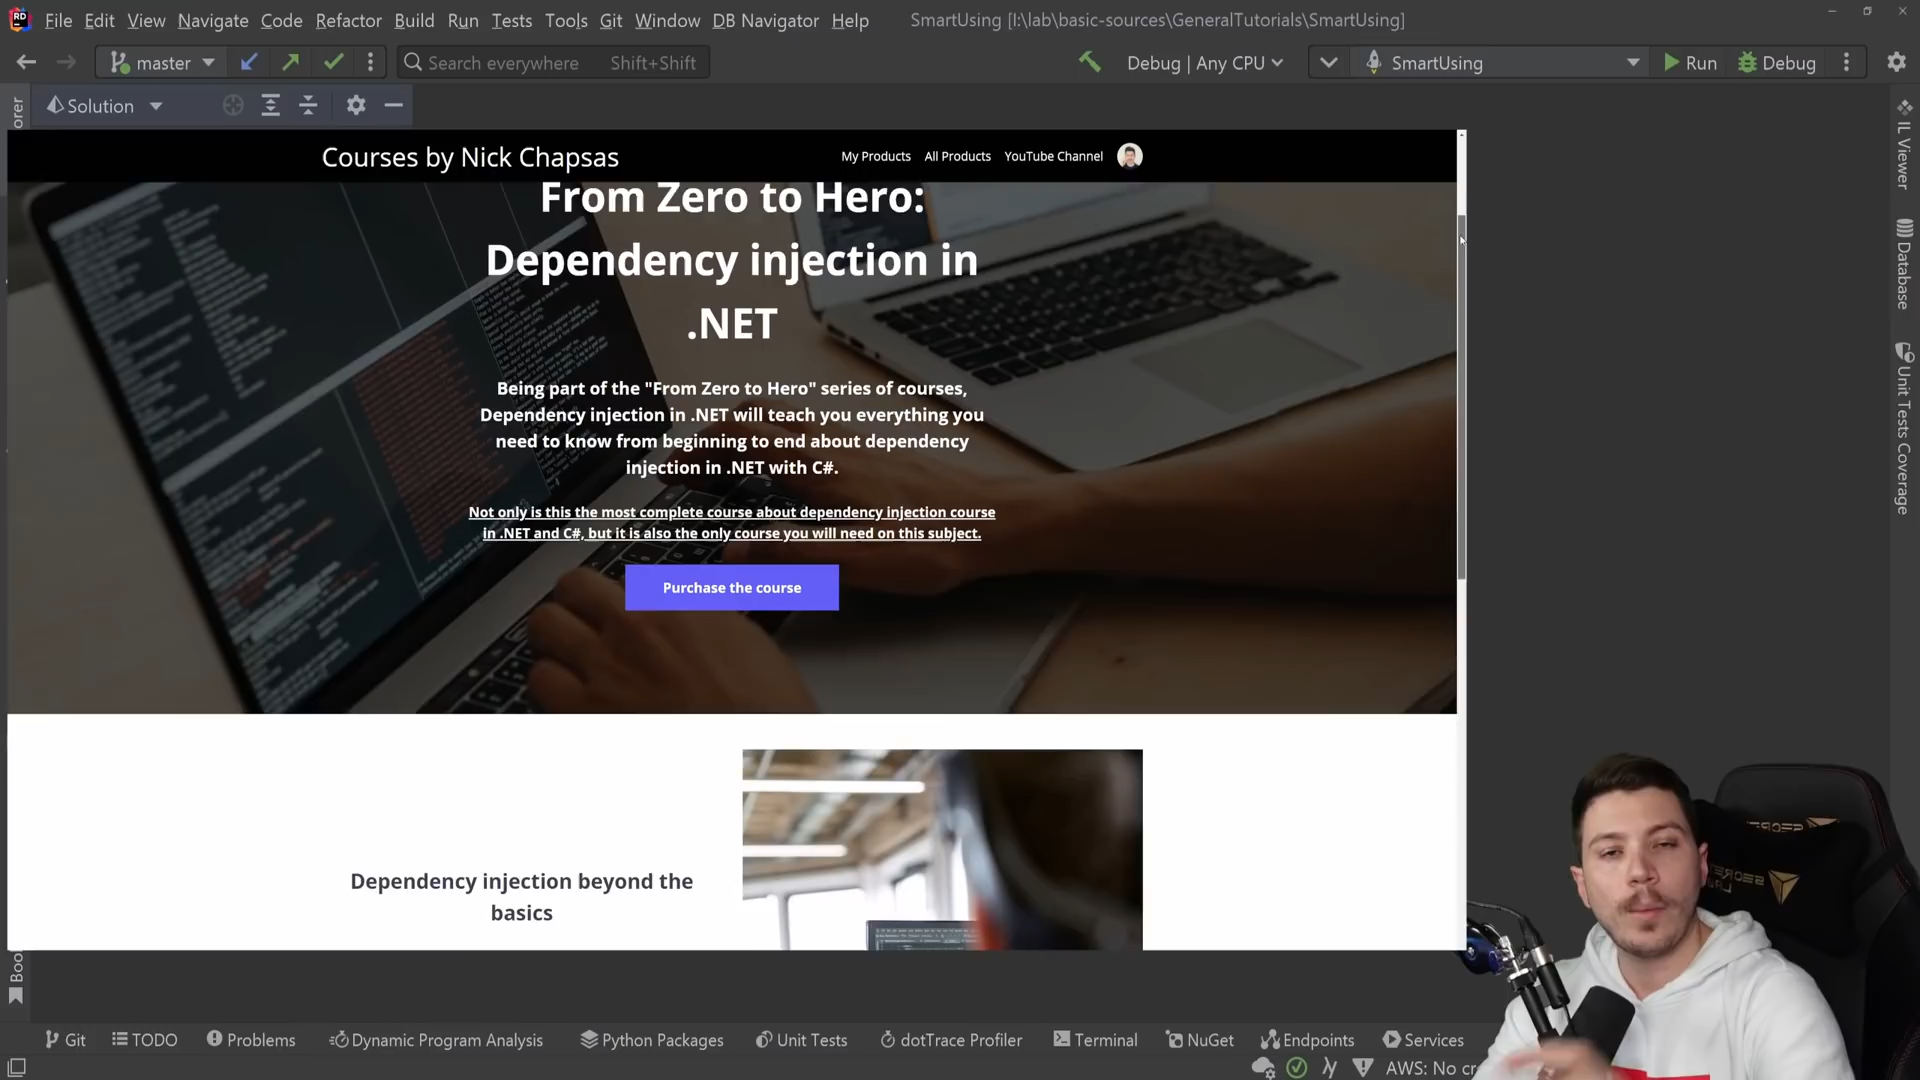 File Edit View Navigate Code Refactor Build Run Tests Tools Git Window DB Navigator Help SmartUsing [I:\lab\basic-sources\GeneralTutorials\SmartUsing]
master Search everywhere Shift+Shift Debug | Any CPU SmartUsing Run Debug
Solution
orer
Courses by Nick Chapsas My Products All Products YouTube Channel
From Zero to Hero:
Dependency injection in
.NET
Being part of the "From Zero to Hero" series of courses,
Dependency injection in .NET will teach you everything you
need to know from beginning to end about dependency
injection in .NET with C#.
Not only is this the most complete course about dependency injection course
in .NET and C#, but it is also the only course you will need on this subject.
Purchase the course
Dependency injection beyond the
basics
IL Viewer
Database
Unit Tests Coverage
Boo
Git TODO Problems Dynamic Program Analysis Python Packages Unit Tests dotTrace Profiler Terminal NuGet Endpoints Services
AWS: No cr